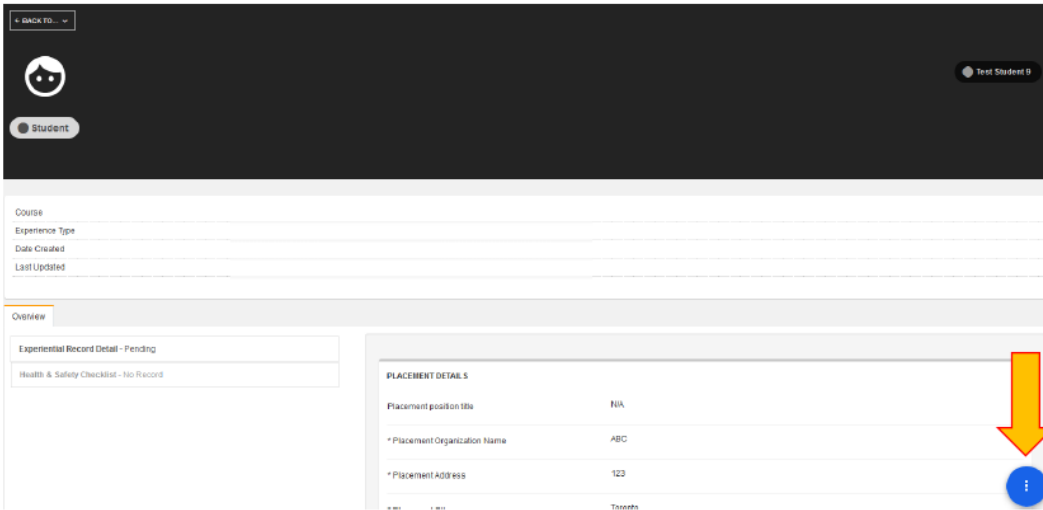 ← BACK TO...
Test Student 9
Student
Course
Experience Type
Date Created
Last Updated
Overview
Experiential Record Detail - Pending
Health & Safety Checklist - No Record
PLACEMENT DETAILS
Placement position title N/A
* Placement Organization Name ABC
* Placement Address 123
Toronto